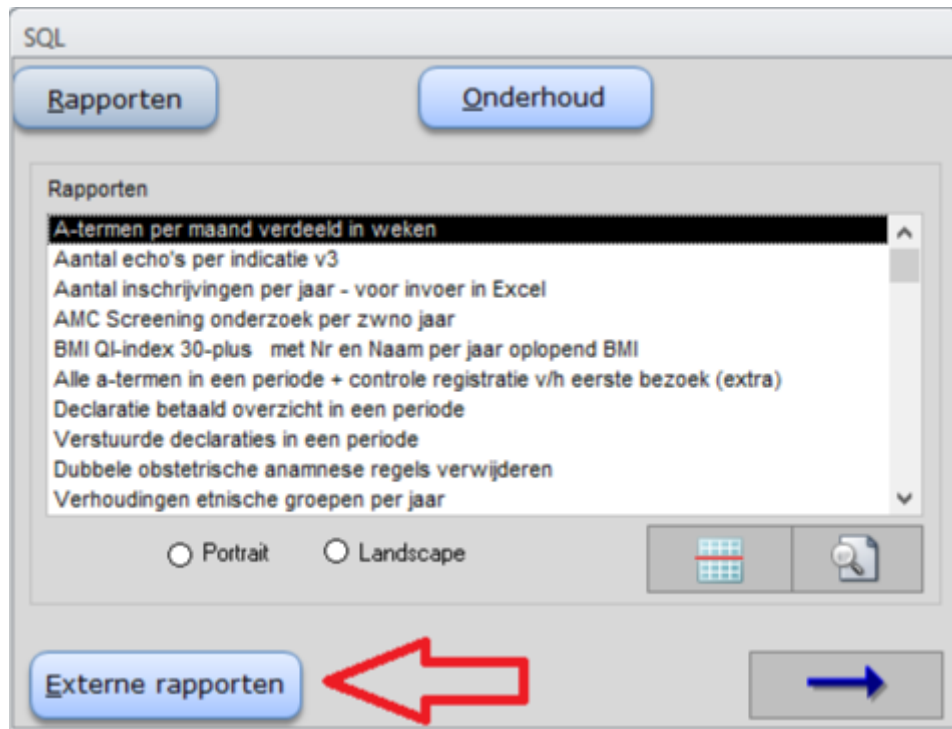 SQL
Rapporten
Onderhoud
Rapporten
A-termen per maand verdeeld in weken
Aantal echo's per indicatie v3
Aantal inschrijvingen per jaar - voor invoer in Excel
AMC Screening onderzoek per zwno jaar
BMI QI-index 30-plus met Nr en Naam per jaar oplopend BMI
Alle a-termen in een periode + controle registratie v/h eerste bezoek (extra)
Declaratie betaald overzicht in een periode
Verstuurde declaraties in een periode
Dubbele obstetrische anamnese regels verwijderen
Verhoudingen etnische groepen per jaar
Portrait
Landscape
Externe rapporten